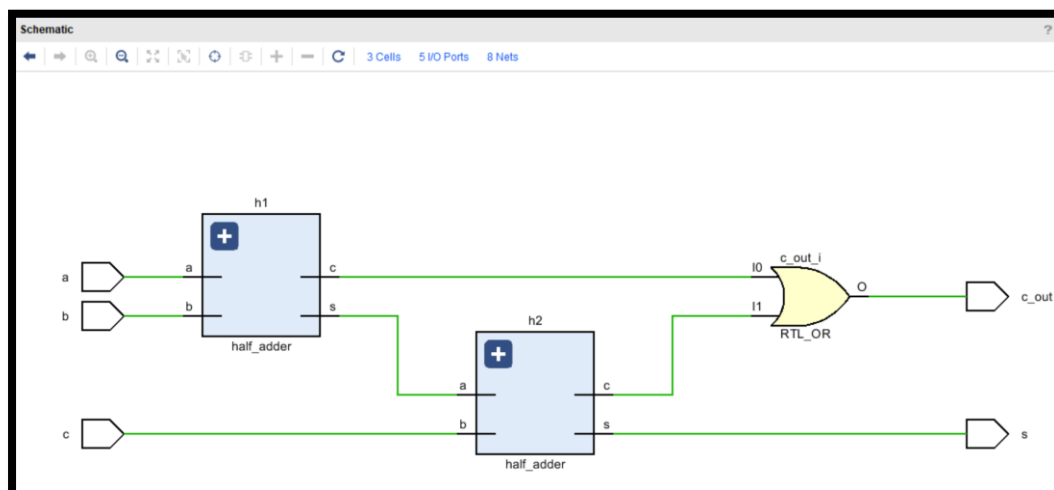 Schematic ?
3 Cells 5 I/O Ports 8 Nets
h1
a a c I0 c_out_i
b b s I1 O c_out
half_adder RTL_OR
h2
a c
c b s s
half_adder